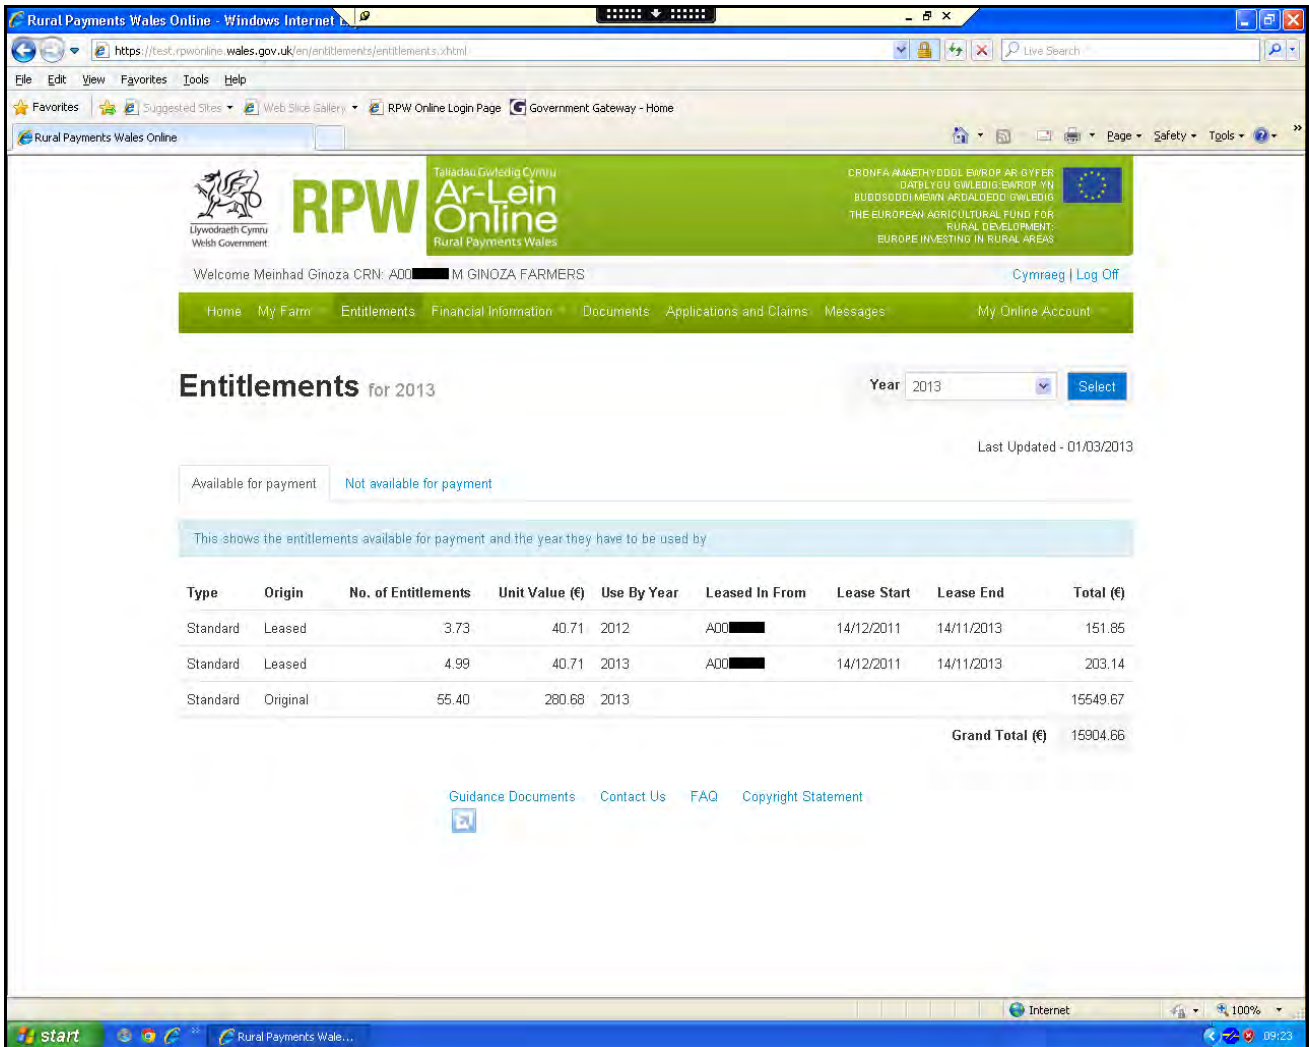 Rural Payments Wales Online - Windows Internet
https://test.rpwonline.wales.gov.uk/en/entitlements/entitlements.xhtml
Live Search
File Edit View Favorites Tools Help
Favorites Suggested Sites Web Slice Gallery RPW Online Login Page Government Gateway - Home
Rural Payments Wales Online
Page Safety Tools »
Llywodraeth Cymru
Welsh Government
RPW
Taliadau Gwledig Cymru
Ar-Lein
Online
Rural Payments Wales
CRONFA AMAETHYDDOL EWROP AR GYFER
DATBLYGU GWLEDIG:EWROP YN
BUDDSODDI MEWN ARDALOEDD GWLEDIG
THE EUROPEAN AGRICULTURAL FUND FOR
RURAL DEVELOPMENT:
EUROPE INVESTING IN RURAL AREAS
Welcome Meinhad Ginoza CRN: A00 M GINOZA FARMERS
Cymraeg | Log Off
Home My Farm Entitlements Financial Information Documents Applications and Claims Messages My Online Account
Entitlements for 2013
Year 2013 Select
Last Updated - 01/03/2013
Available for payment Not available for payment
This shows the entitlements available for payment and the year they have to be used by
Type Origin No. of Entitlements Unit Value (€) Use By Year Leased In From Lease Start Lease End Total (€)
Standard Leased 3.73 40.71 2012 A00 14/12/2011 14/11/2013 151.85
Standard Leased 4.99 40.71 2013 A00 14/12/2011 14/11/2013 203.14
Standard Original 55.40 280.68 2013 15549.67
Grand Total (€) 15904.66
Guidance Documents Contact Us FAQ Copyright Statement
Internet 100%
start Rural Payments Wale... 09:23